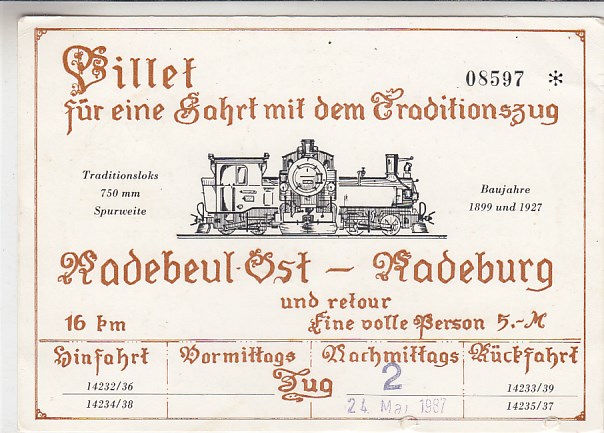 Billet
08597 *
für eine Fahrt mit dem Traditionszug
Traditionsloks
750 mm
Spurweite
Baujahre
1899 und 1927
Radebeul-Ost – Radeburg
und retour
16 km
Eine volle Person 5.-M
Hinfahrt Vormittags Nachmittags Rückfahrt
Zug
14232/36
14234/38
2
24. Mai 1987
14233/39
14235/37